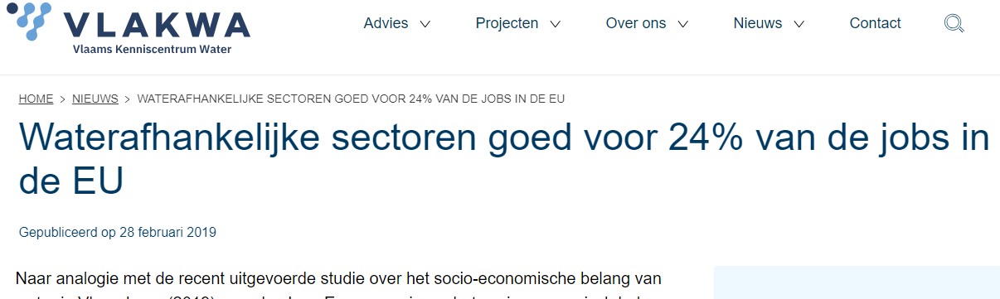 VLAKWA
Vlaams Kenniscentrum Water
Advies Projecten Over ons Nieuws Contact
HOME > NIEUWS > WATERAFHANKELIJKE SECTOREN GOED VOOR 24% VAN DE JOBS IN DE EU
Waterafhankelijke sectoren goed voor 24% van de jobs in
de EU
Gepubliceerd op 28 februari 2019
Naar analogie met de recent uitgevoerde studie over het socio-economische belang van